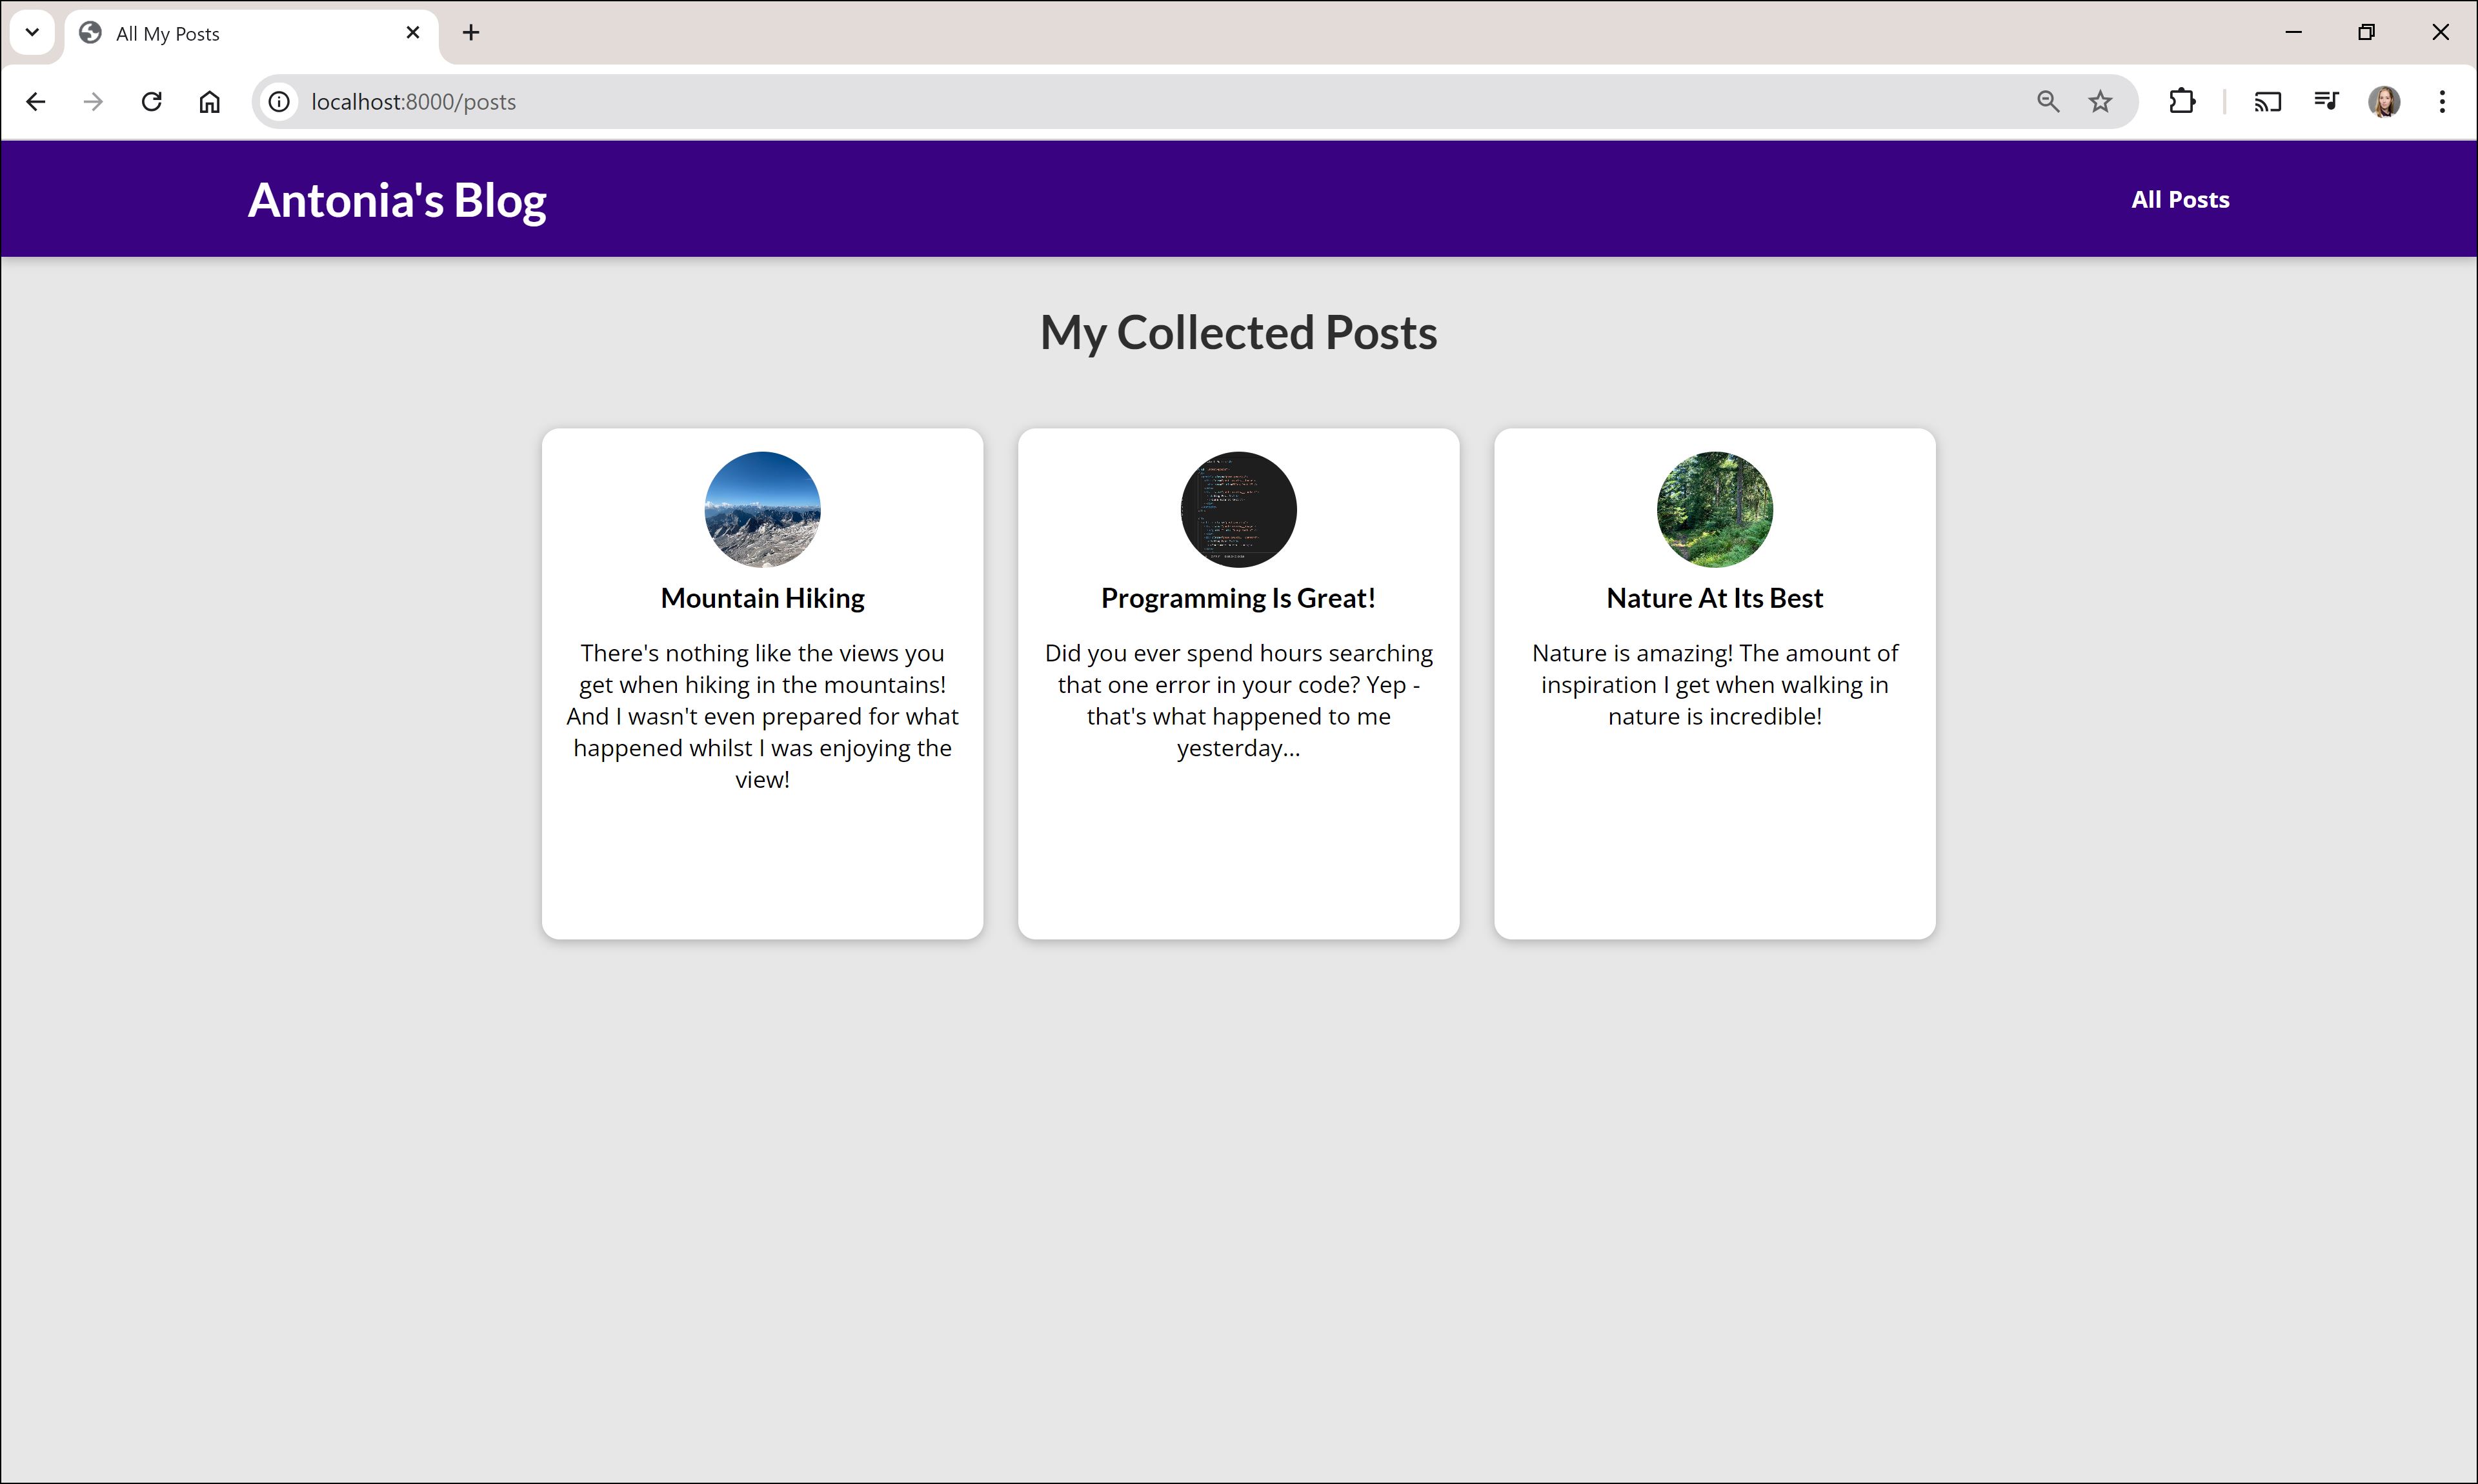 All My Posts
localhost:8000/posts
Antonia's Blog
All Posts
My Collected Posts
Mountain Hiking
There's nothing like the views you
get when hiking in the mountains!
And I wasn't even prepared for what
happened whilst I was enjoying the
view!
Programming Is Great!
Did you ever spend hours searching
that one error in your code? Yep -
that's what happened to me
yesterday...
Nature At Its Best
Nature is amazing! The amount of
inspiration I get when walking in
nature is incredible!